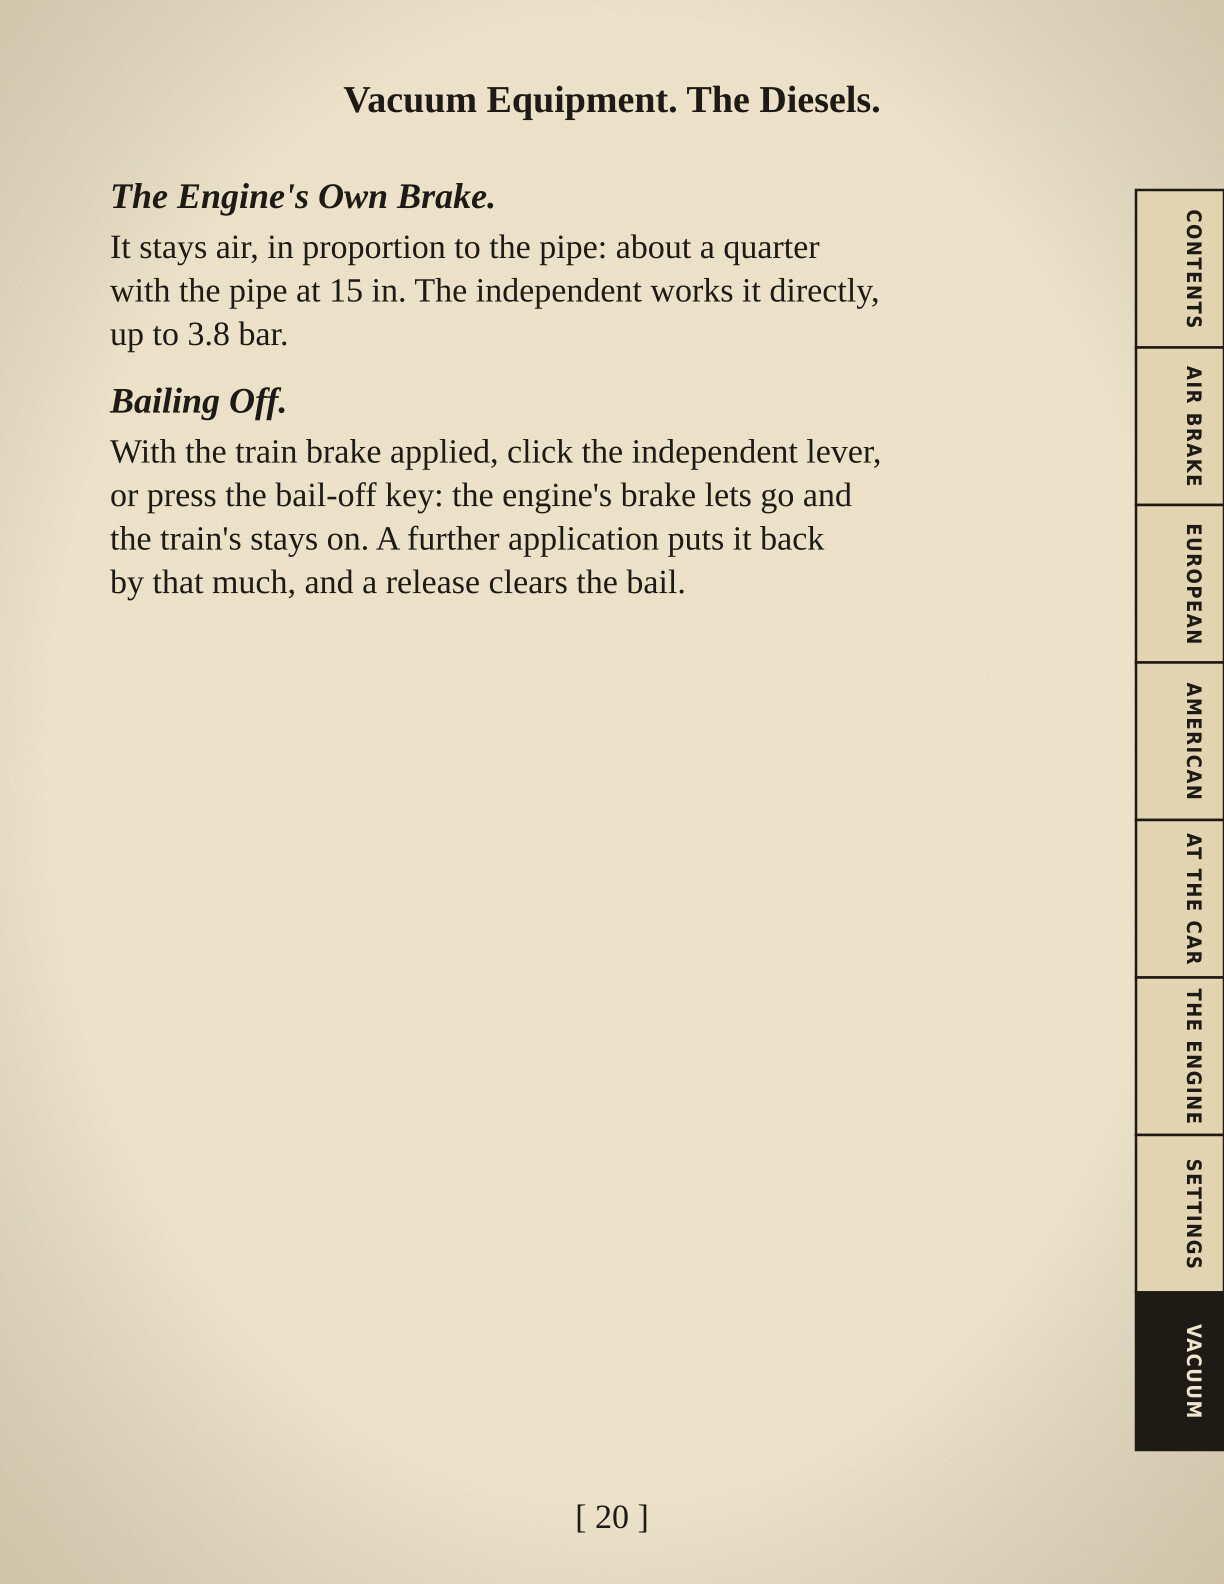 Vacuum Equipment. The Diesels.
The Engine's Own Brake.
It stays air, in proportion to the pipe: about a quarter
with the pipe at 15 in. The independent works it directly,
up to 3.8 bar.
Bailing Off.
With the train brake applied, click the independent lever,
or press the bail-off key: the engine's brake lets go and
the train's stays on. A further application puts it back
by that much, and a release clears the bail.
CONTENTS
AIR BRAKE
EUROPEAN
AMERICAN
AT THE CAR
THE ENGINE
SETTINGS
VACUUM
[ 20 ]